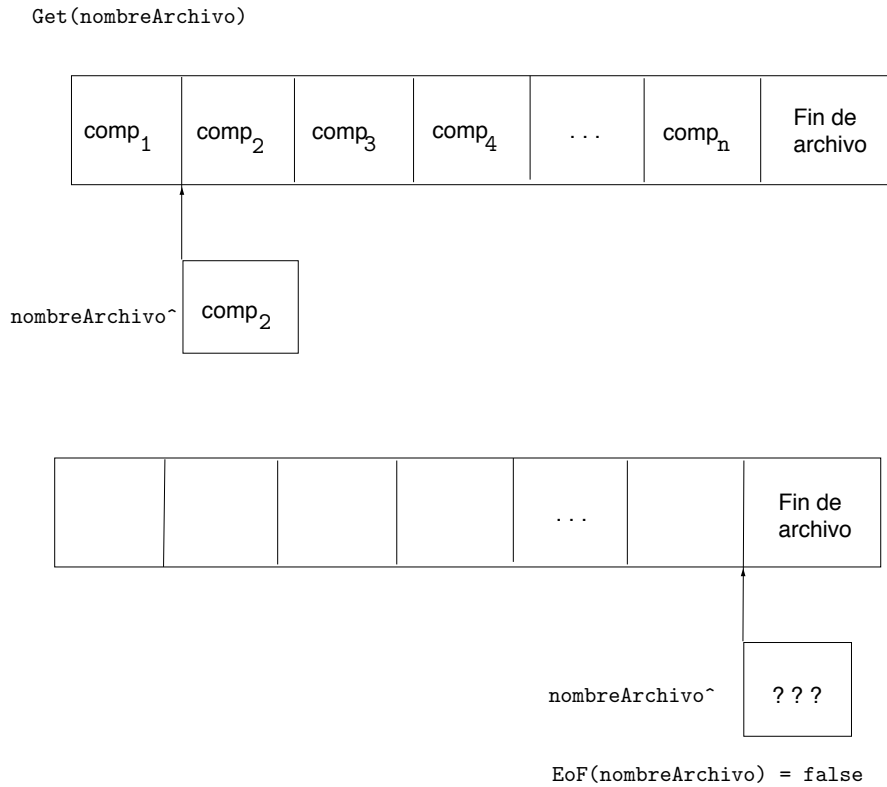 Get(nombreArchivo)
comp1 comp2 comp3 comp4 . . . compn Fin de
archivo
nombreArchivo^ comp2
. . . Fin de
archivo
nombreArchivo^ ? ? ?
EoF(nombreArchivo) = false